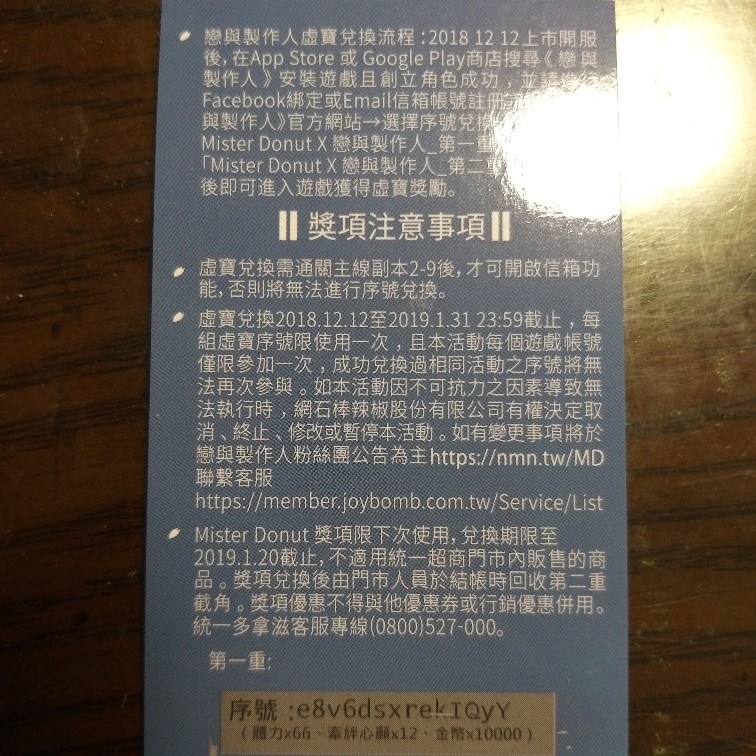 戀與製作人虛寶兌換流程:2018 12 12上市開服
後,在App Store 或 Google Play商店搜尋《戀與
製作人》安裝遊戲且創立角色成功,並請進行
Facebook綁定或Email信箱帳號註冊
與製作人》官方網站→選擇序號兌換
Mister Donut X 戀與製作人_第一重
「Mister Donut X 戀與製作人_第二重
後即可進入遊戲獲得虛寶獎勵。
獎項注意事項
虛寶兌換需通關主線副本2-9後,才可開啟信箱功
能,否則將無法進行序號兌換。
虛寶兌換2018.12.12至2019.1.31 23:59截止,每
組虛寶序號限使用一次,且本活動每個遊戲帳號
僅限參加一次,成功兌換過相同活動之序號將無
法再次參與。如本活動因不可抗力之因素導致無
法執行時,網石棒辣椒股份有限公司有權決定取
消、終止、修改或暫停本活動。如有變更事項將於
戀與製作人粉絲團公告為主https://nmn.tw/MD
聯繫客服
https://member.joybomb.com.tw/Service/List
Mister Donut 獎項限下次使用,兌換期限至
2019.1.20截止,不適用統一超商門市內販售的商
品。獎項兌換後由門市人員於結帳時回收第二重
截角。獎項優惠不得與他優惠券或行銷優惠併用。
統一多拿滋客服專線(0800)527-000。
第一重:
序號:e8v6dsxrekIQyY
(體力x66、牽絆心願x12、金幣x10000)